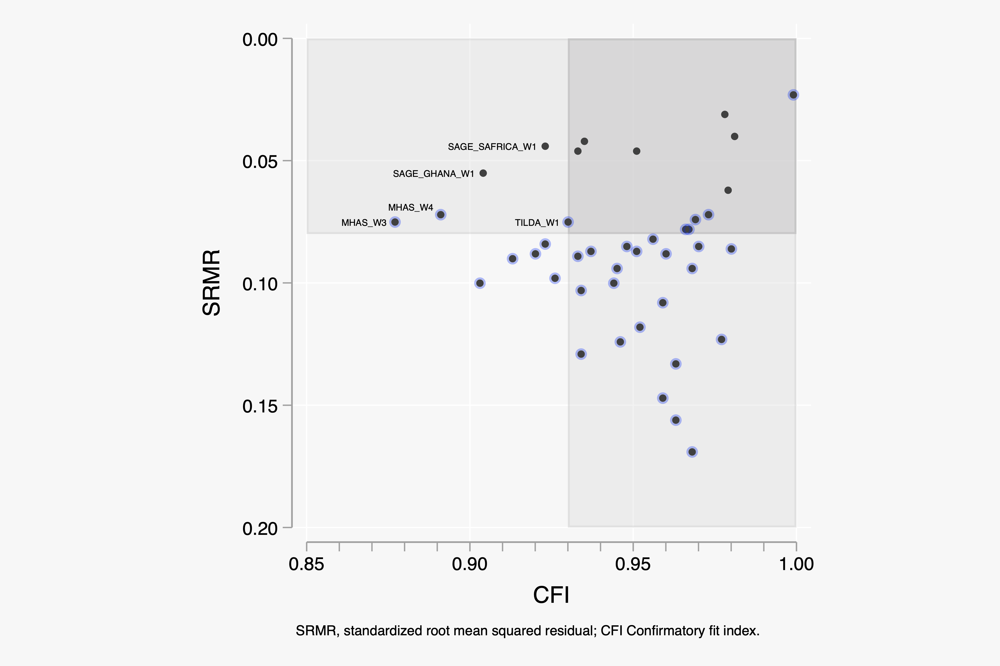 0.00
SAGE_SAFRICA_W1
0.05
SAGE_GHANA_W1
MHAS_W4
MHAS_W3
TILDA_W1
SRMR
0.10
0.15
0.20
0.85 0.90 0.95 1.00
CFI
SRMR, standardized root mean squared residual; CFI Confirmatory fit index.